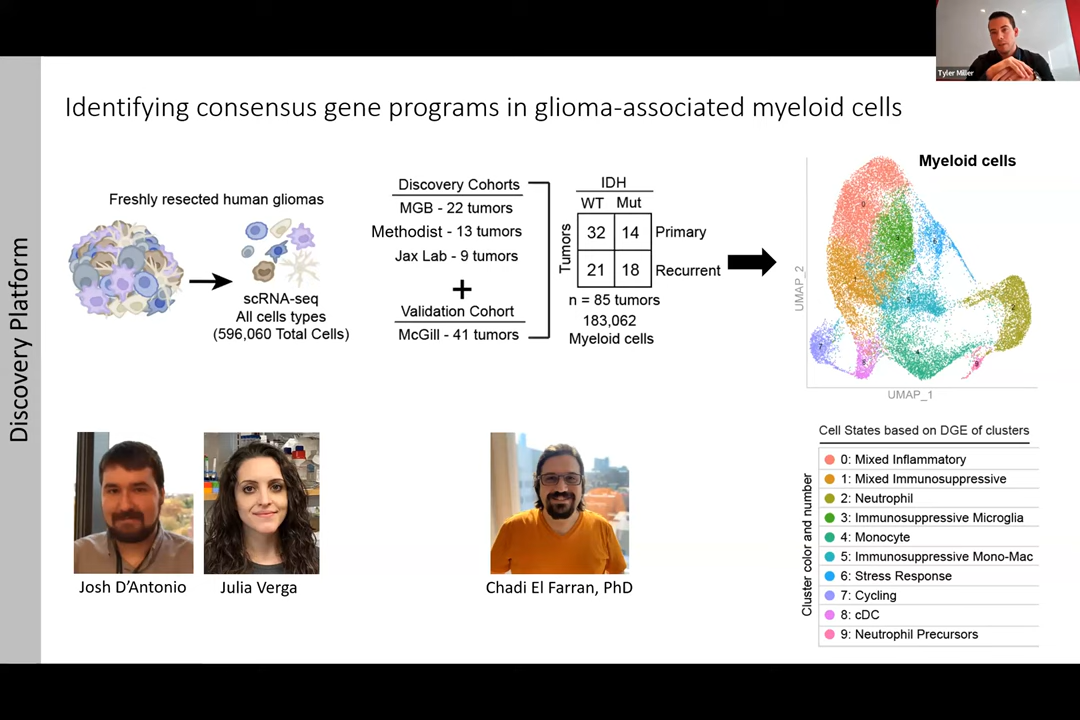 Tyler Miller
Identifying consensus gene programs in glioma-associated myeloid cells
Discovery Platform
Freshly resected human gliomas
scRNA-seq
All cells types
(596,060 Total Cells)
Discovery Cohorts
MGB - 22 tumors
Methodist - 13 tumors
Jax Lab - 9 tumors
+
Validation Cohort
McGill - 41 tumors
IDH
WT Mut
Tumors
32 14 Primary
21 18 Recurrent
n = 85 tumors
183,062
Myeloid cells
Myeloid cells
UMAP_2
UMAP_1
Cell States based on DGE of clusters
Cluster color and number
0: Mixed Inflammatory
1: Mixed Immunosuppressive
2: Neutrophil
3: Immunosuppressive Microglia
4: Monocyte
5: Immunosuppressive Mono-Mac
6: Stress Response
7: Cycling
8: cDC
9: Neutrophil Precursors
Josh D'Antonio
Julia Verga
Chadi El Farran, PhD